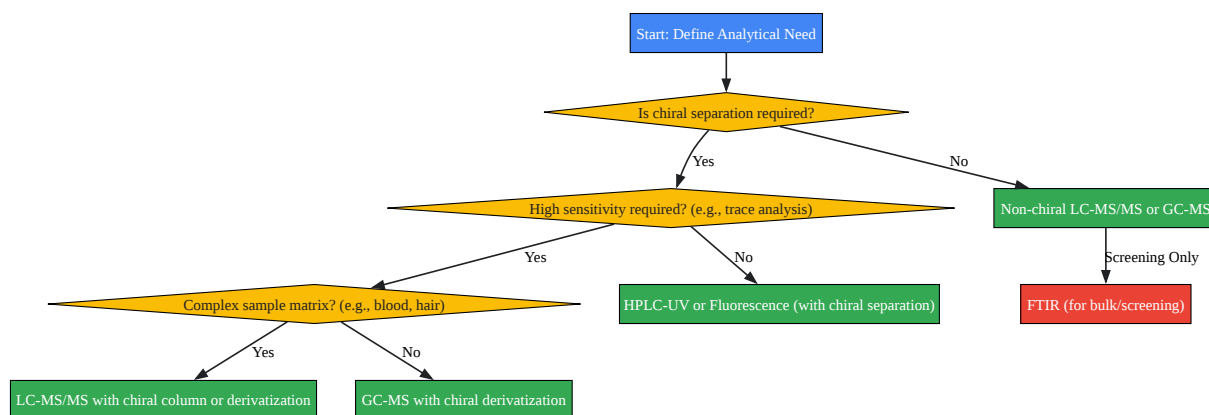 Start: Define Analytical Need
Is chiral separation required?
Yes
No
High sensitivity required? (e.g., trace analysis)
Non-chiral LC-MS/MS or GC-MS
Yes
No
Screening Only
Complex sample matrix? (e.g., blood, hair)
HPLC-UV or Fluorescence (with chiral separation)
FTIR (for bulk/screening)
Yes
No
LC-MS/MS with chiral column or derivatization
GC-MS with chiral derivatization